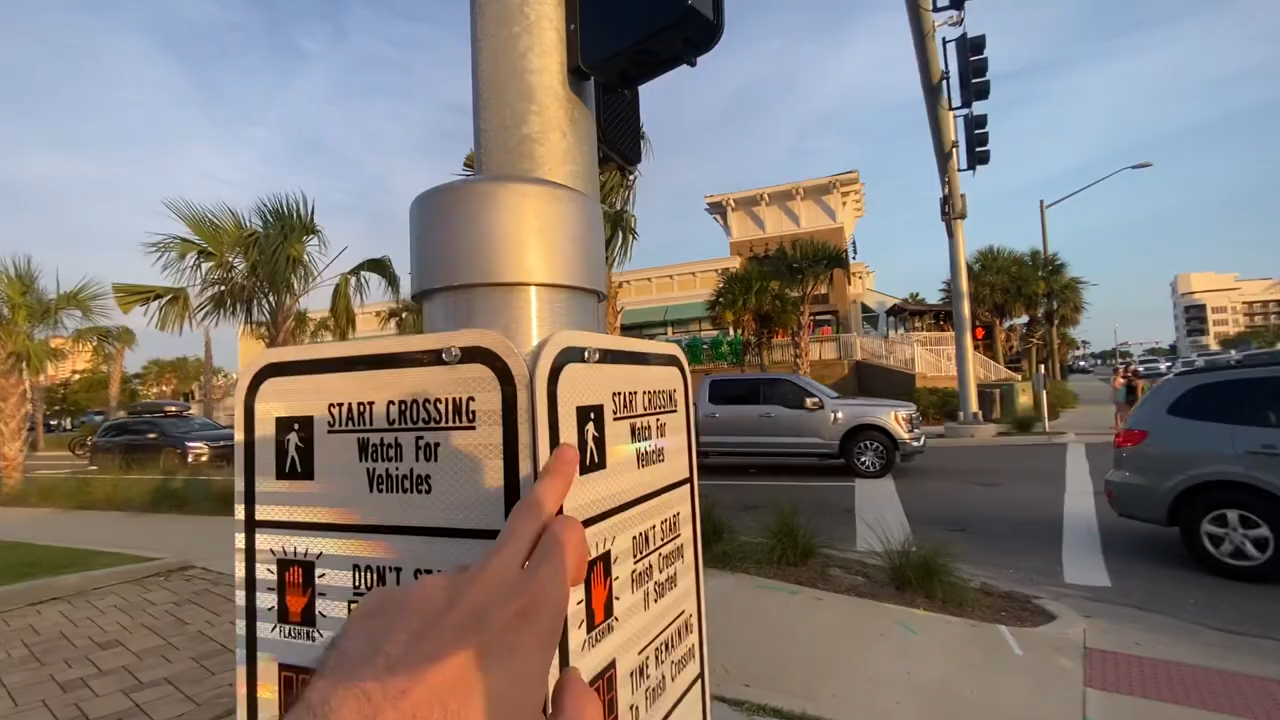 START CROSSING
Watch For
Vehicles
DON'T
FLASHING
START CROSSING
Watch For
Vehicles
DON'T START
Finish Crossing
If Started
FLASHING
TIME REMAINING
To Finish Crossing